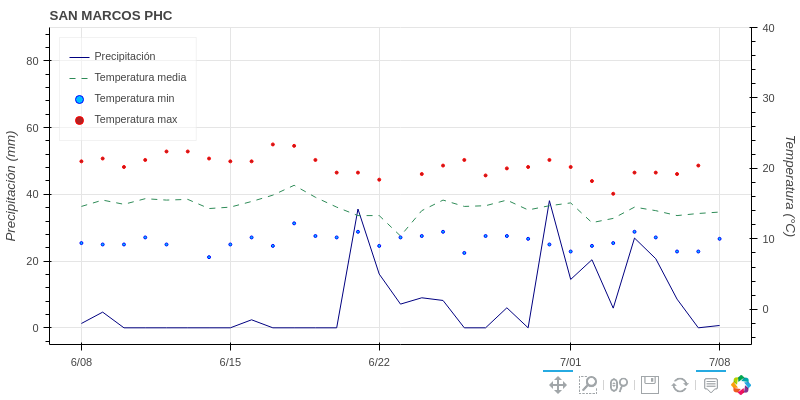 SAN MARCOS PHC
Precipitación
Temperatura media
Temperatura min
Temperatura max
Precipitación (mm)
80
60
40
20
0
Temperatura (°C)
40
30
20
10
0
6/08
6/15
6/22
7/01
7/08